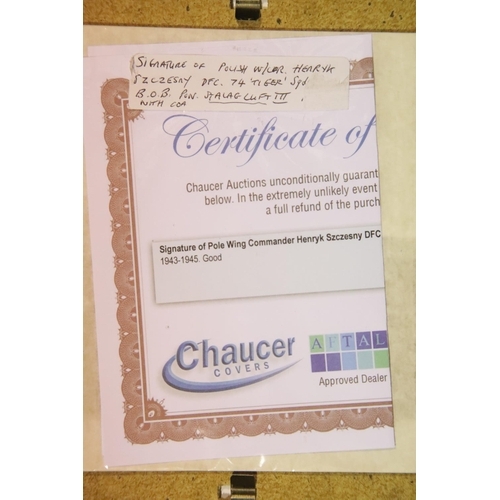 SIGNATURE OF POLISH W/CDR. HENRYK
SZCZESNY DFC. 74 'TIGER' Sqd
B.O.B. POW. STALAG LUFT III.
WITH COA
Certificate of
Chaucer Auctions unconditionally guarant
below. In the extremely unlikely event
a full refund of the purch
Signature of Pole Wing Commander Henryk Szczesny DFC
1943-1945. Good
Chaucer
COVERS
AFTAL
Approved Dealer